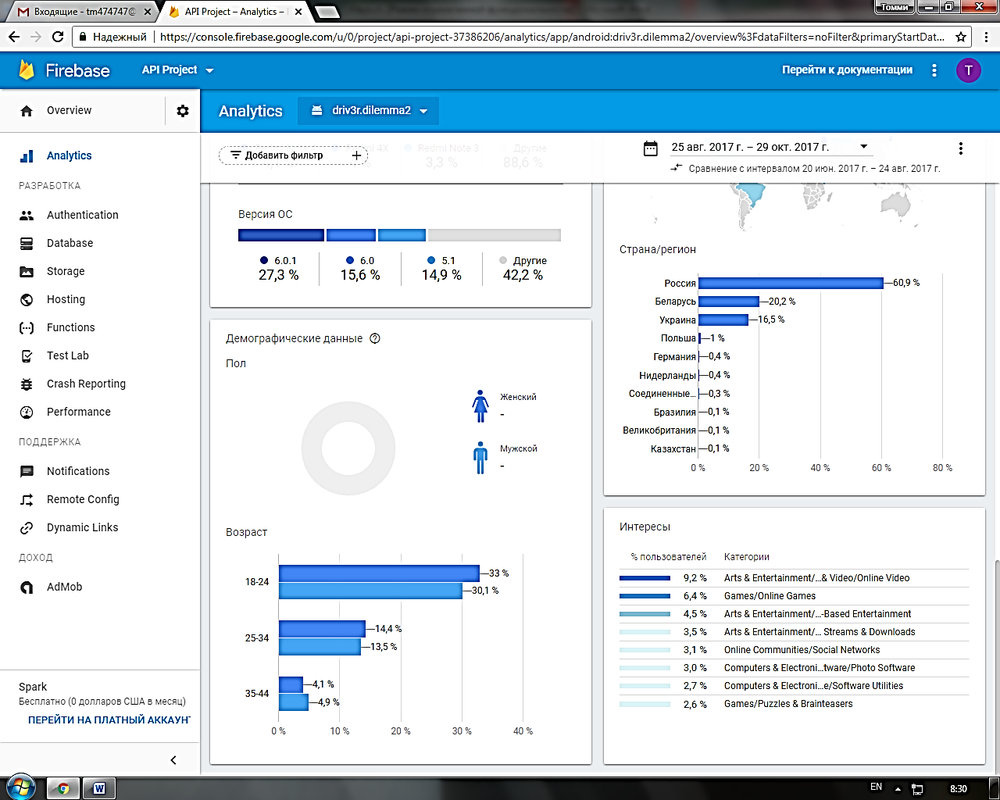 Входящие - tm474747@
API Project – Analytics –
Томми
Надежный
https://console.firebase.google.com/u/0/project/api-project-37386206/analytics/app/android:driv3r.dilemma2/overview%3FdataFilters=noFilter&primaryStartDat...
Firebase
API Project
Перейти к документации
T
Overview
Analytics
driv3r.dilemma2
4X
Redmi Note 3
Другие
3,3 %
88,6 %
Добавить фильтр
25 авг. 2017 г. – 29 окт. 2017 г.
Сравнение с интервалом 20 июн. 2017 г. – 24 авг. 2017 г.
Analytics
РАЗРАБОТКА
Authentication
Database
Storage
Hosting
Functions
Test Lab
Crash Reporting
Performance
ПОДДЕРЖКА
Notifications
Remote Config
Dynamic Links
ДОХОД
AdMob
Spark
Бесплатно (0 долларов США в месяц)
ПЕРЕЙТИ НА ПЛАТНЫЙ АККАУНТ
Версия ОС
6.0.1
27,3 %
6.0
15,6 %
5.1
14,9 %
Другие
42,2 %
Демографические данные
Пол
Женский
-
Мужской
-
Возраст
18-24
33 %
30,1 %
25-34
14,4 %
13,5 %
35-44
4,1 %
4,9 %
0 % 10 % 20 % 30 % 40 %
Страна/регион
Россия 60,9 %
Беларусь 20,2 %
Украина 16,5 %
Польша 1 %
Германия 0,4 %
Нидерланды 0,4 %
Соединенные... 0,3 %
Бразилия 0,1 %
Великобритания 0,1 %
Казахстан 0,1 %
0 % 20 % 40 % 60 % 80 %
Интересы
% пользователей Категории
9,2 % Arts & Entertainment/...& Video/Online Video
6,4 % Games/Online Games
4,5 % Arts & Entertainment/...-Based Entertainment
3,5 % Arts & Entertainment/... Streams & Downloads
3,1 % Online Communities/Social Networks
3,0 % Computers & Electroni...tware/Photo Software
2,7 % Computers & Electroni...e/Software Utilities
2,6 % Games/Puzzles & Brainteasers
EN
8:30